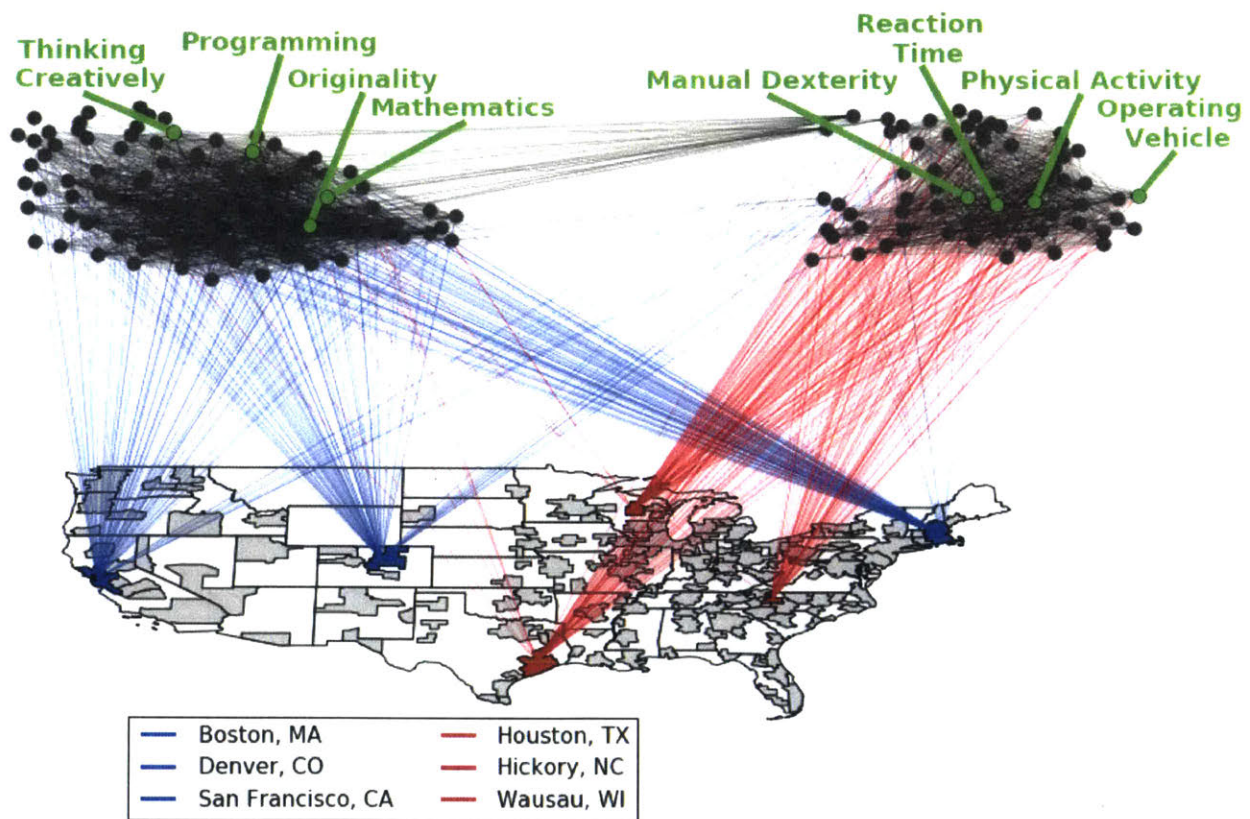 Thinking
Creatively
Programming
Originality
Mathematics
Manual Dexterity
Reaction
Time
Physical Activity
Operating
Vehicle
Boston, MA
Denver, CO
San Francisco, CA
Houston, TX
Hickory, NC
Wausau, WI